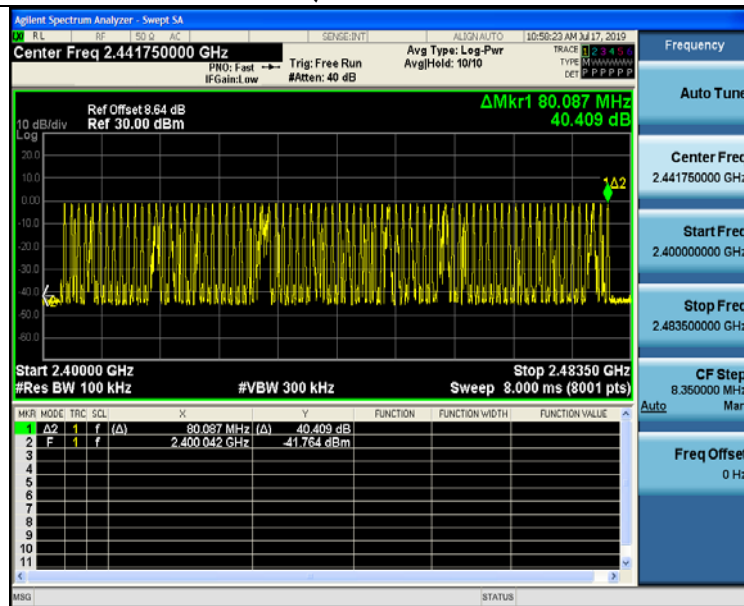 Agilent Spectrum Analyzer - Swept SA
RL RF 50 Ω AC SENSE:INT ALIGNAUTO 10:58:23 AM Jul 17, 2019
Center Freq 2.441750000 GHz
PNO: Fast
IFGain:Low
Trig: Free Run
#Atten: 40 dB
Avg Type: Log-Pwr
Avg|Hold: 10/10
TRACE 1 2 3 4 5 6
TYPE M WWWWW
DET P P P P P P
Frequency
ΔMkr1 80.087 MHz
40.409 dB
Ref Offset 8.64 dB
10 dB/div Ref 30.00 dBm
Log
20.0
10.0
0.00
-10.0
-20.0
-30.0
-40.0
-50.0
-60.0
1Δ2
Start 2.40000 GHz Stop 2.48350 GHz
#Res BW 100 kHz #VBW 300 kHz Sweep 8.000 ms (8001 pts)
MKR MODE TRC SCL X Y FUNCTION FUNCTION WIDTH FUNCTION VALUE
1 Δ2 1 f (Δ) 80.087 MHz (Δ) 40.409 dB
2 F 1 f 2.400 042 GHz -41.764 dBm
3
4
5
6
7
8
9
10
11
MSG STATUS
Auto Tune
Center Freq
2.441750000 GHz
Start Freq
2.400000000 GHz
Stop Freq
2.483500000 GHz
CF Step
8.350000 MHz
Auto Man
Freq Offset
0 Hz